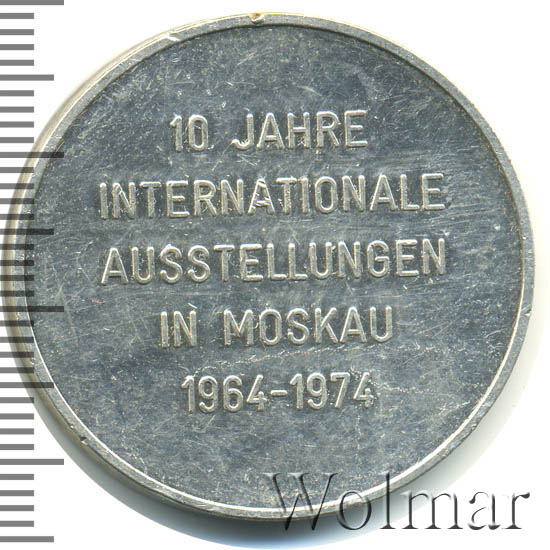 10 JAHRE
INTERNATIONALE
AUSSTELLUNGEN
IN MOSKAU
1964-1974
Wolmar